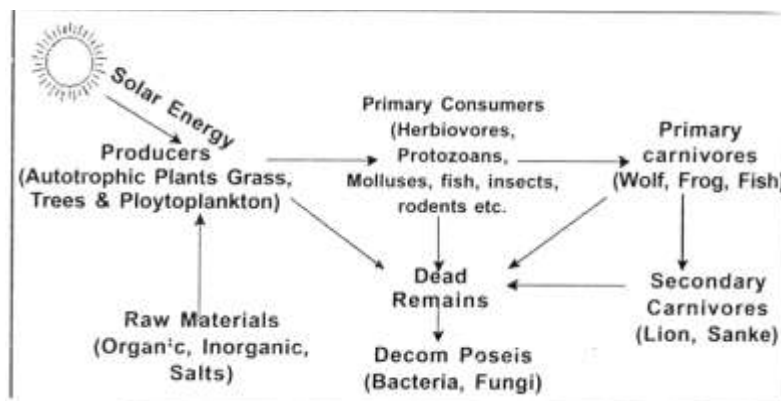 Solar Energy
Producers
(Autotrophic Plants Grass,
Trees & Ploytoplankton)
Primary Consumers
(Herbiovores,
Protozoans,
Molluses, fish, insects,
rodents etc.
Primary
carnivores
(Wolf, Frog, Fish)
Dead
Remains
Secondary
Carnivores
(Lion, Sanke)
Raw Materials
(Organ¹c, Inorganic,
Salts)
Decom Poseis
(Bacteria, Fungi)